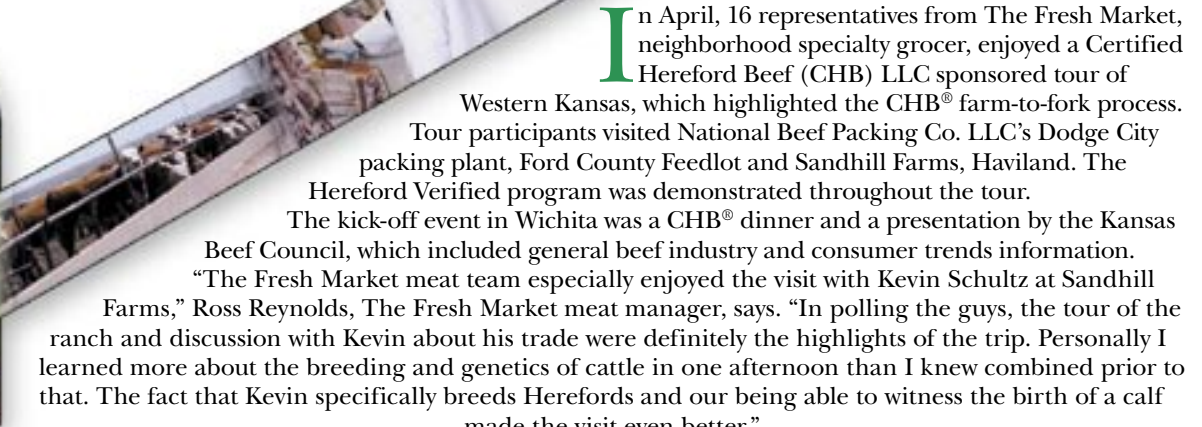 In April, 16 representatives from The Fresh Market,
neighborhood specialty grocer, enjoyed a Certified
Hereford Beef (CHB) LLC sponsored tour of
Western Kansas, which highlighted the CHB® farm-to-fork process.
Tour participants visited National Beef Packing Co. LLC’s Dodge City
packing plant, Ford County Feedlot and Sandhill Farms, Haviland. The
Hereford Verified program was demonstrated throughout the tour.
The kick-off event in Wichita was a CHB® dinner and a presentation by the Kansas
Beef Council, which included general beef industry and consumer trends information.
“The Fresh Market meat team especially enjoyed the visit with Kevin Schultz at Sandhill
Farms,” Ross Reynolds, The Fresh Market meat manager, says. “In polling the guys, the tour of the
ranch and discussion with Kevin about his trade were definitely the highlights of the trip. Personally I
learned more about the breeding and genetics of cattle in one afternoon than I knew combined prior to
that. The fact that Kevin specifically breeds Herefords and our being able to witness the birth of a calf
made the visit even better.”